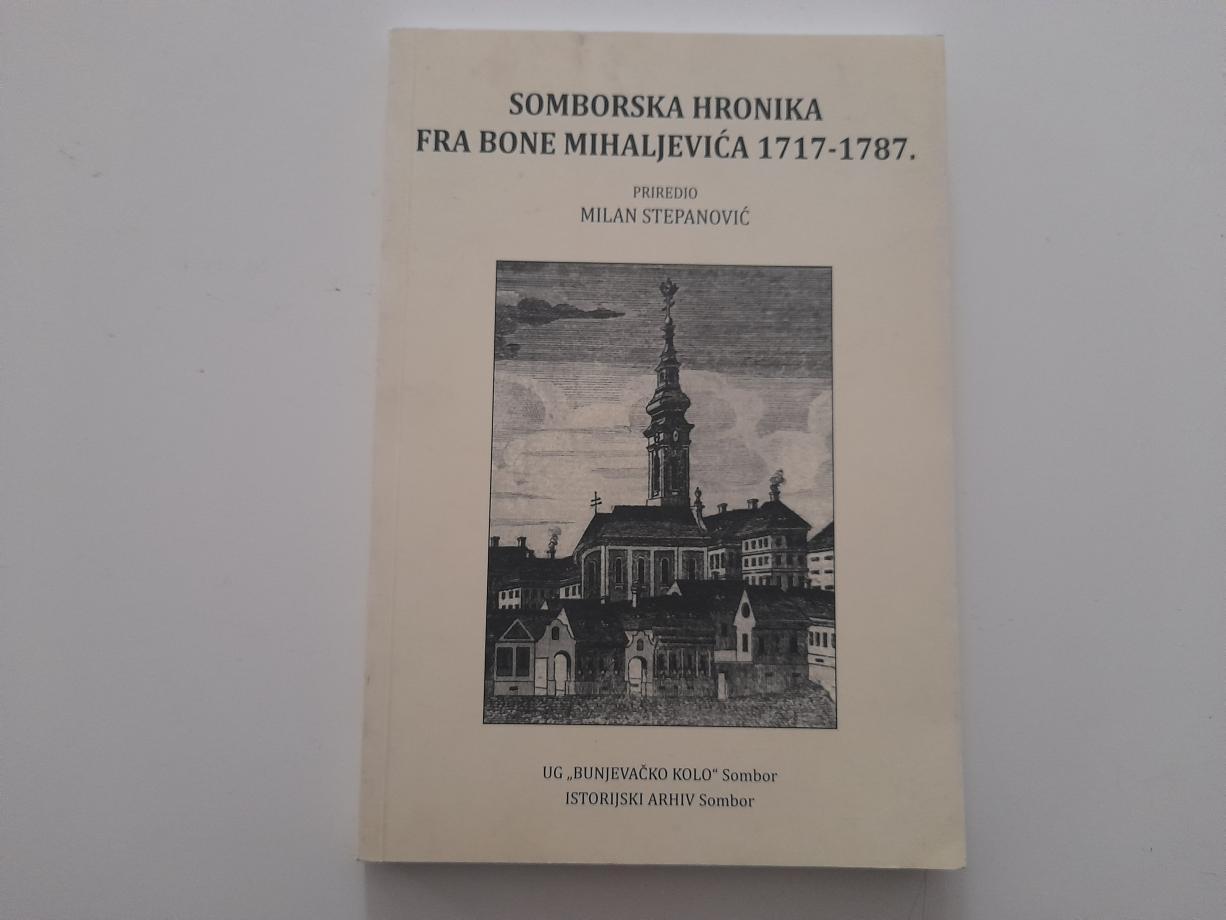 SOMBORSKA HRONIKA
FRA BONE MIHALJEVIĆA 1717-1787.
PRIREDIO
MILAN STEPANOVIĆ
UG „BUNJEVAČKO KOLO“ Sombor
ISTORIJSKI ARHIV Sombor